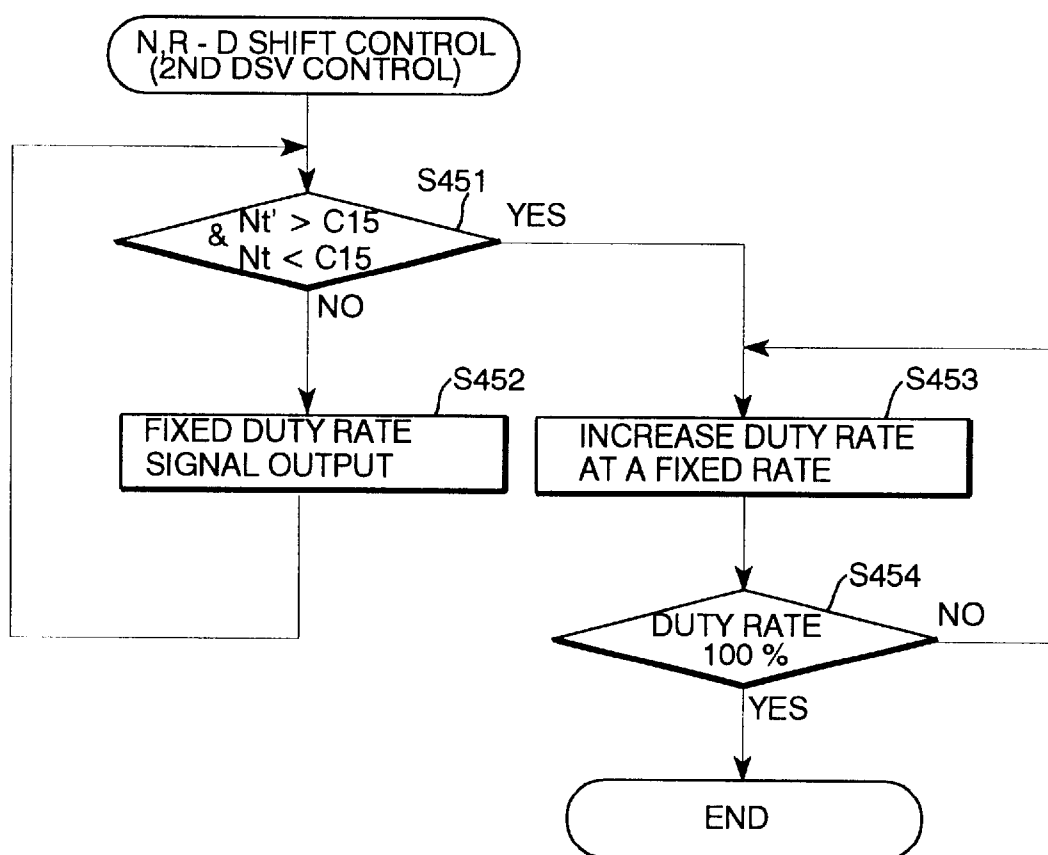 N,R - D SHIFT CONTROL
(2ND DSV CONTROL)
S451
YES
& Nt' > C15
Nt < C15
NO
S452
FIXED DUTY RATE
SIGNAL OUTPUT
S453
INCREASE DUTY RATE
AT A FIXED RATE
S454
DUTY RATE
100 %
NO
YES
END